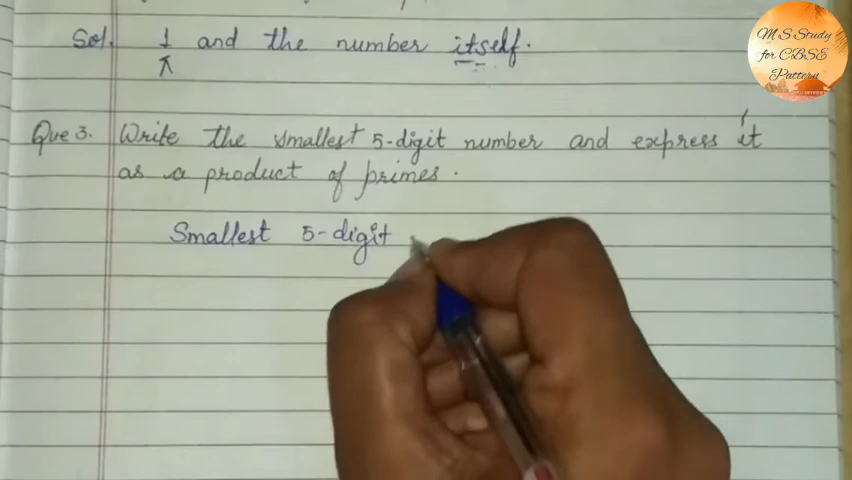 Sol. 1 and the number itself.
Que 3. Write the smallest 5-digit number and express it
as a product of primes.
Smallest 5-digit
M S Study
for CBSE
Pattern